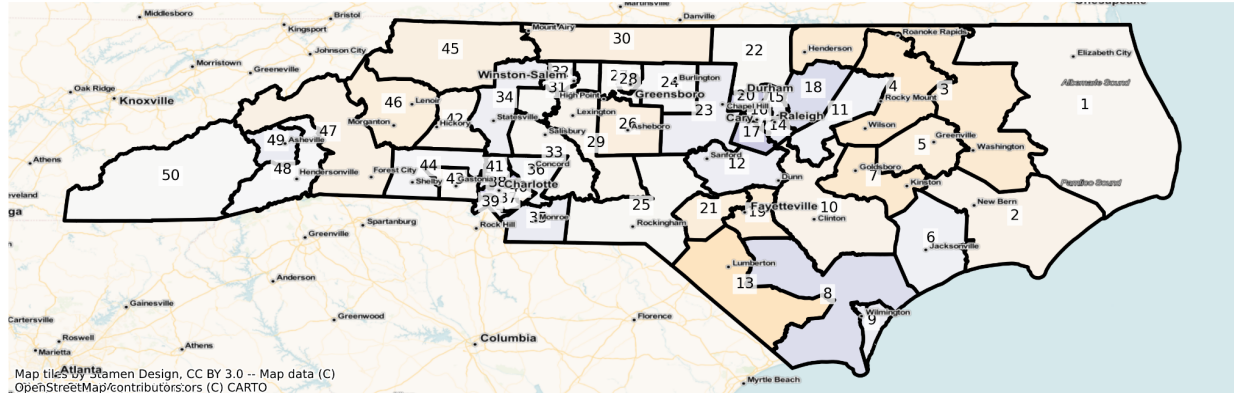 Chesapeake
Martinsville
Middlesboro
Bristol
Danville
Kingsport
Mount Airy
Roanoke Rapids
45
30
22
Johnson City
Henderson
Elizabeth City
Morristown
Greeneville
Winston-Salem
32
28
Burlington
24
Durham
Albemarle Sound
Oak Ridge
Knoxville
31
High Point
Greensboro
20
15
18
4
3
46
Lenoir
34
Lexington
23
Chapel Hill
16
11
Rocky Mount
1
42
Hickory
Statesville
26
Asheboro
Cary
Raleigh
Morganton
Salisbury
29
17
14
Wilson
47
49
Asheville
Greenville
5
Washington
Athens
33
Sanford
12
44
41
36
Concord
Goldsboro
7
50
48
Hendersonville
Forest City
Shelby
43
Gastonia
38
Charlotte
Dunn
Kinston
Pamlico Sound
39
37
25
21
Fayetteville
19
10
New Bern
2
Spartanburg
Rock Hill
35
Monroe
Rockingham
Clinton
Greenville
6
Jacksonville
Lumberton
Anderson
13
8
Gainesville
Wilmington
9
Cartersville
Greenwood
Florence
Roswell
Columbia
Marietta
Athens
Atlanta
Map tiles by Stamen Design, CC BY 3.0 -- Map data (C)
OpenStreetMap contributors (C) CARTO
Myrtle Beach